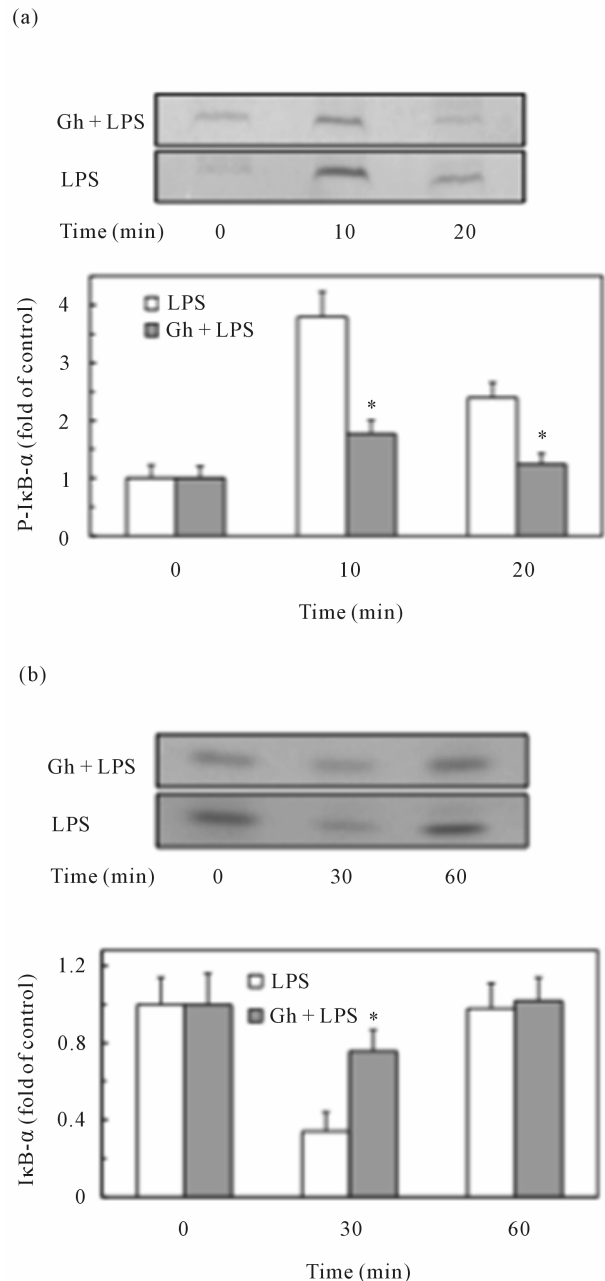 (a)
Gh + LPS
LPS
Time (min) 0 10 20
P-IκB-α (fold of control)
4
3
2
1
0
LPS
Gh + LPS
*
*
0 10 20
Time (min)
(b)
Gh + LPS
LPS
Time (min) 0 30 60
IκB-α (fold of control)
1.2
0.8
0.4
0
LPS
Gh + LPS
*
0 30 60
Time (min)